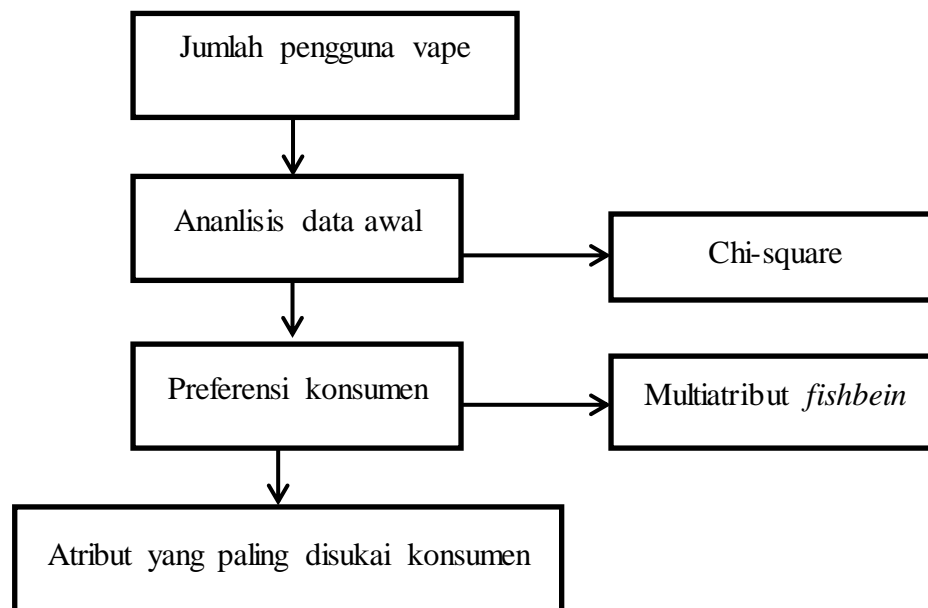 Jumlah pengguna vape
Ananlisis data awal
Chi-square
Preferensi konsumen
Multiatribut fishbein
Atribut yang paling disukai konsumen